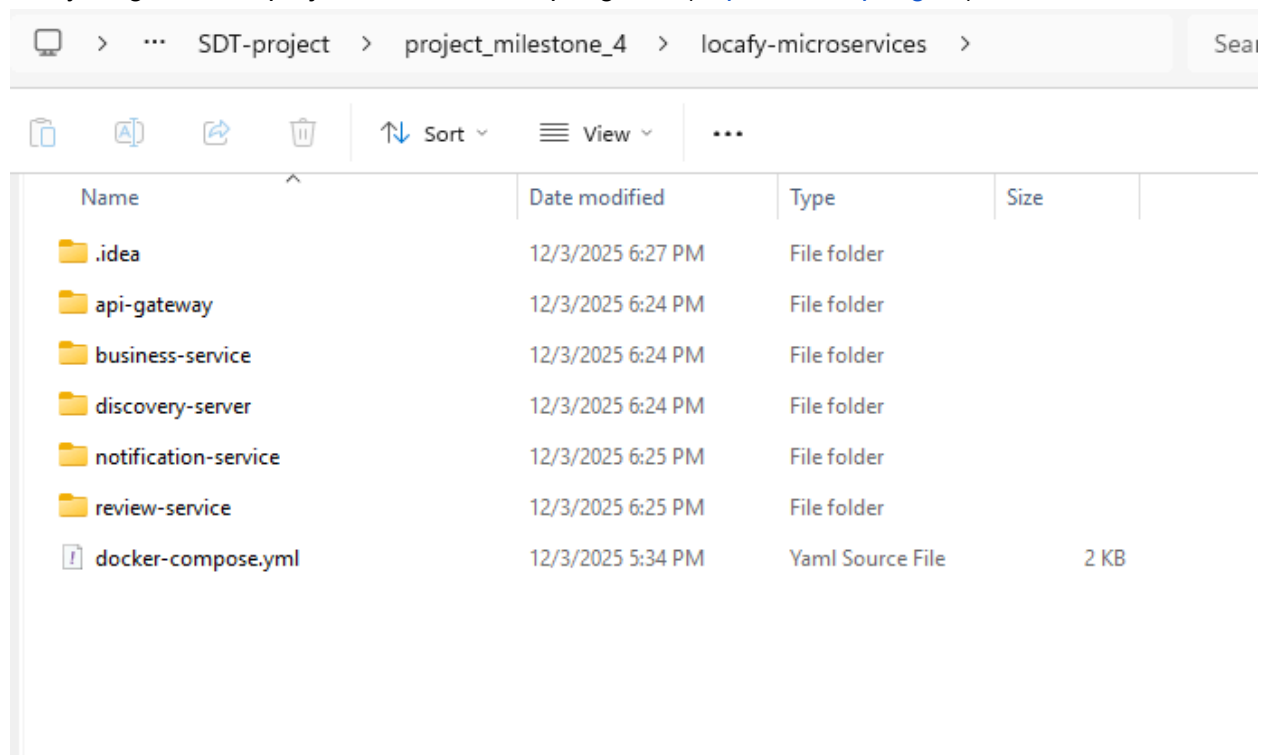 ··· SDT-project > project_milestone_4 > locafy-microservices >
Sort View ···
Name Date modified Type Size
.idea 12/3/2025 6:27 PM File folder
api-gateway 12/3/2025 6:24 PM File folder
business-service 12/3/2025 6:24 PM File folder
discovery-server 12/3/2025 6:24 PM File folder
notification-service 12/3/2025 6:25 PM File folder
review-service 12/3/2025 6:25 PM File folder
docker-compose.yml 12/3/2025 5:34 PM Yaml Source File 2 KB